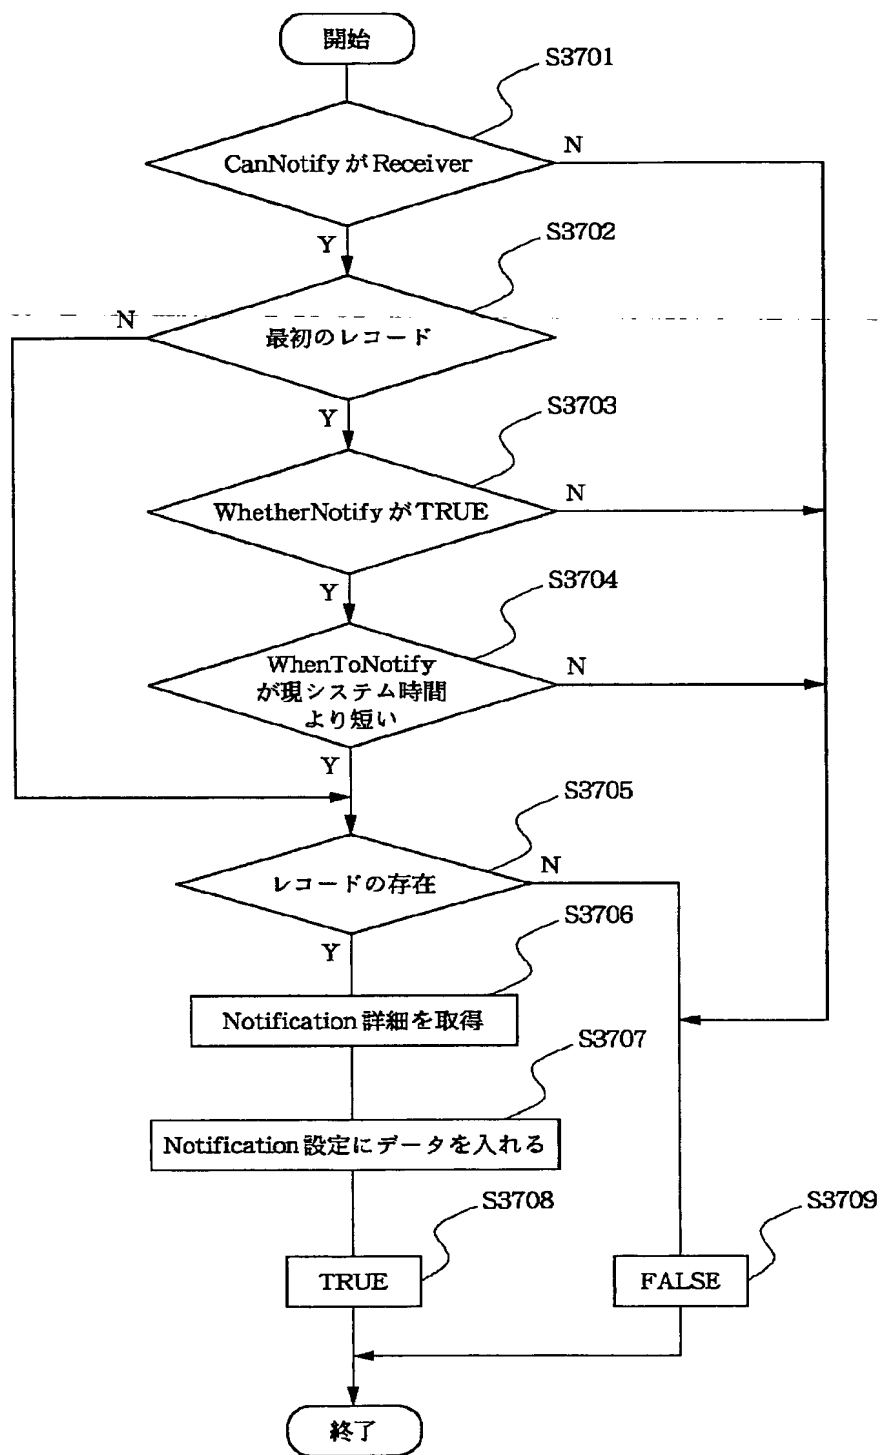 開始
S3701
CanNotifyがReceiver
N
Y
S3702
N
最初のレコード
S3703
Y
WhetherNotifyがTRUE
N
Y
S3704
WhenToNotify
が現システム時間
より短い
N
Y
S3705
レコードの存在
N
Y
S3706
Notification詳細を取得
S3707
Notification設定にデータを入れる
S3708
S3709
TRUE
FALSE
終了